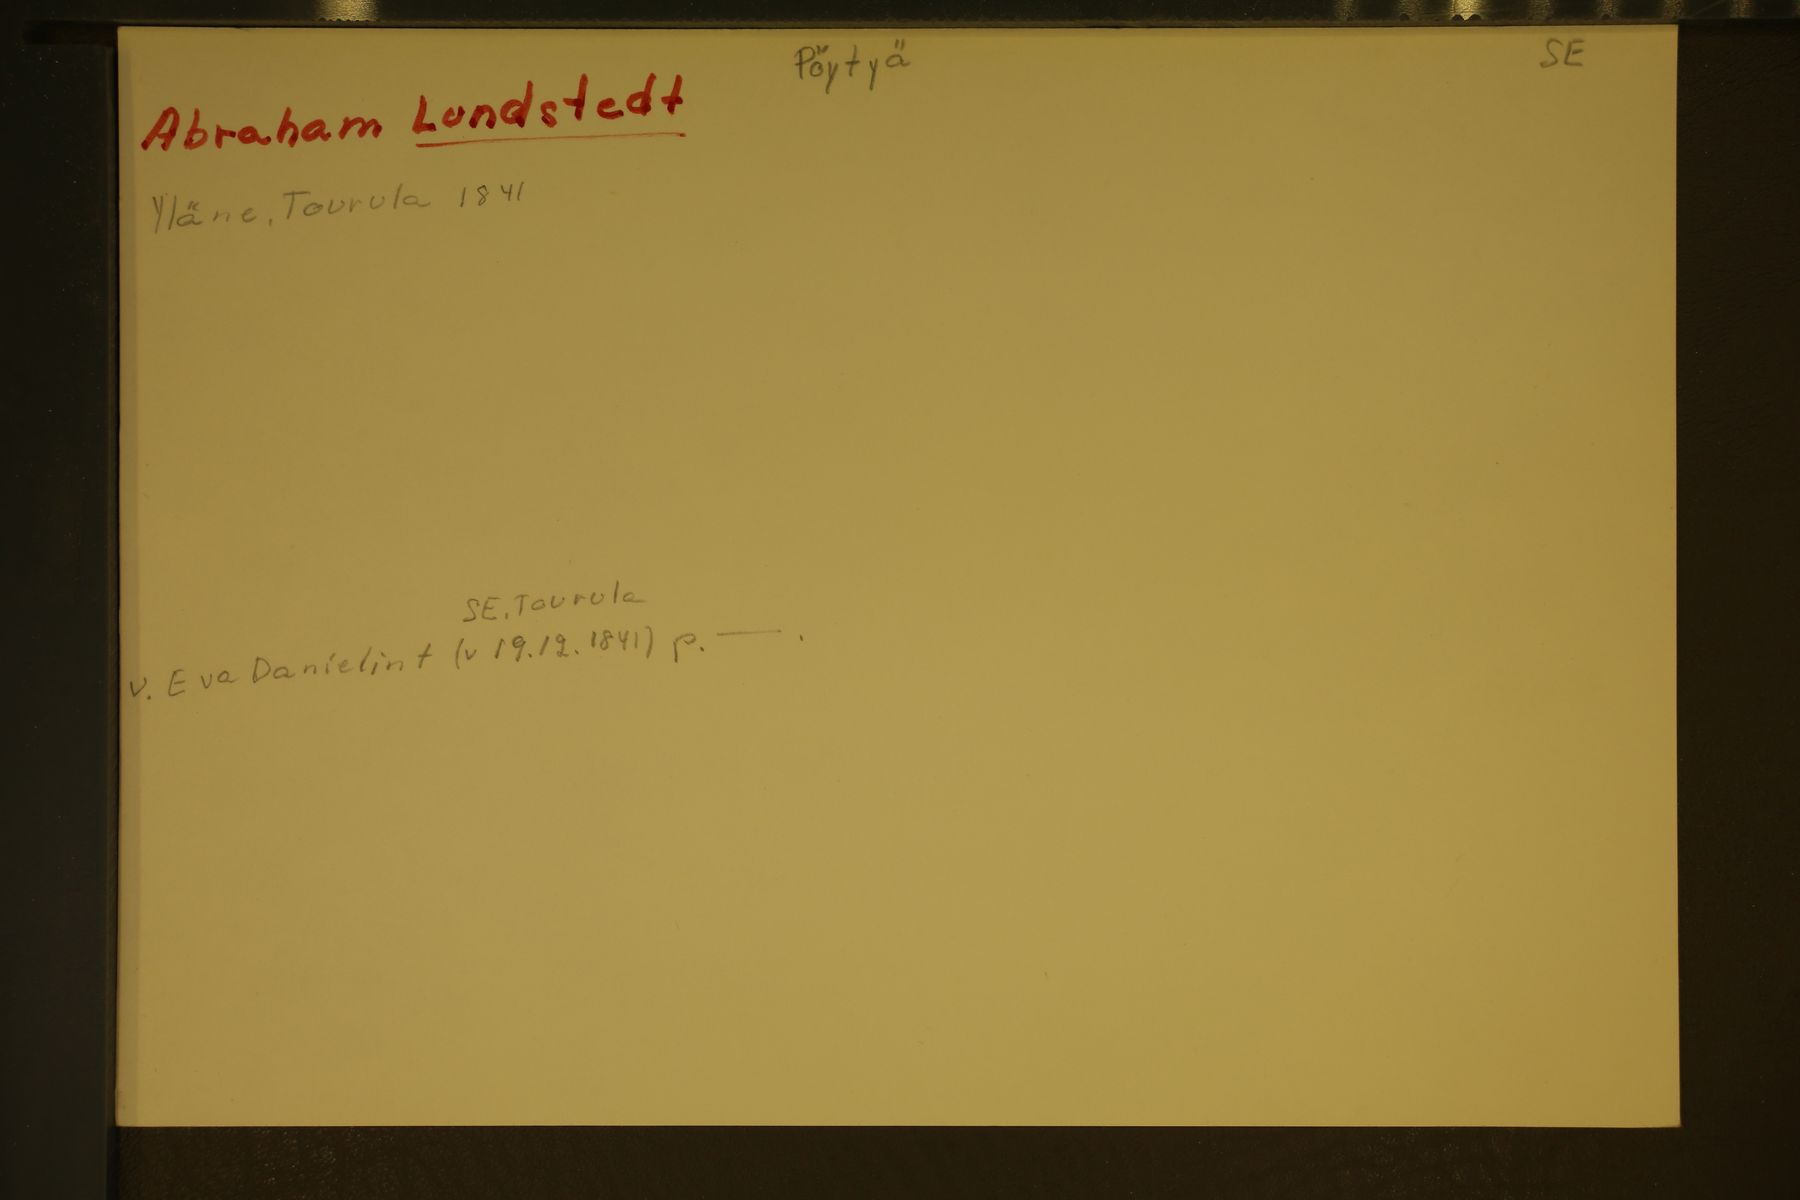 Pöytyä
SE
Abraham Lundstedt
Yläne, Tourula 1841
SE, Tourula
v. Eva Danielint (v 19.12.1841) p. — .